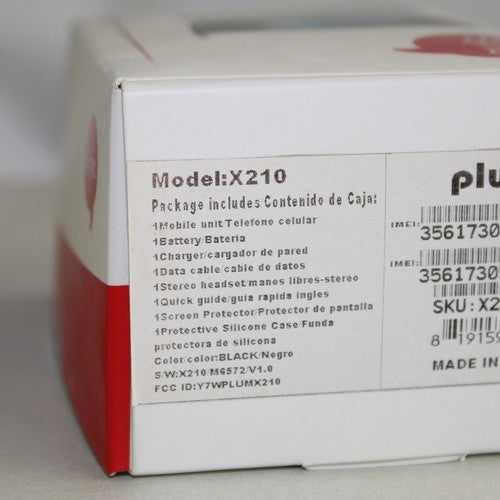 Model:X210
Package includes Contenido de Caja:
1Mobile unit/Telefono celular
1Battery/Bateria
1Charger/cargador de pared
1Data cable cable de datos
1Stereo headset/manos libres-stereo
1Quick guide/guia rapida ingles
1Screen Protector/Protector de pantalla
1Protective Silicone Case/Funda
protectora de silicona
Color/color:BLACK/Negro
S/W:X210/M6572/V1.0
FCC ID:Y7WPLUMX210
plu
IMEI:
3561730
IMEI:
3561730
SKU:X2
8 19159
MADE IN